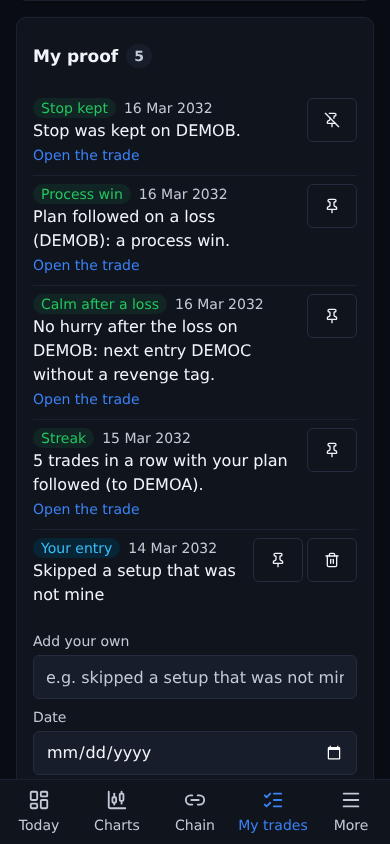 My proof 5
Stop kept 16 Mar 2032
Stop was kept on DEMOB.
Open the trade
Process win 16 Mar 2032
Plan followed on a loss
(DEMOB): a process win.
Open the trade
Calm after a loss 16 Mar 2032
No hurry after the loss on
DEMOB: next entry DEMOC
without a revenge tag.
Open the trade
Streak 15 Mar 2032
5 trades in a row with your plan
followed (to DEMOA).
Open the trade
Your entry 14 Mar 2032
Skipped a setup that was
not mine
Add your own
e.g. skipped a setup that was not mir
Date
mm/dd/yyyy
Today Charts Chain My trades More